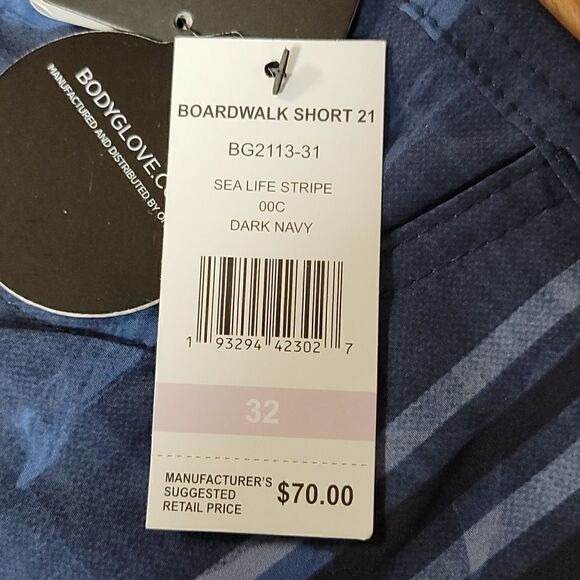 BODYGLOVE.C
MANUFACTURED AND DISTRIBUTED BY
BOARDWALK SHORT 21
BG2113-31
SEA LIFE STRIPE
00C
DARK NAVY
1 93294 42302 7
32
MANUFACTURER'S
SUGGESTED
RETAIL PRICE
$70.00